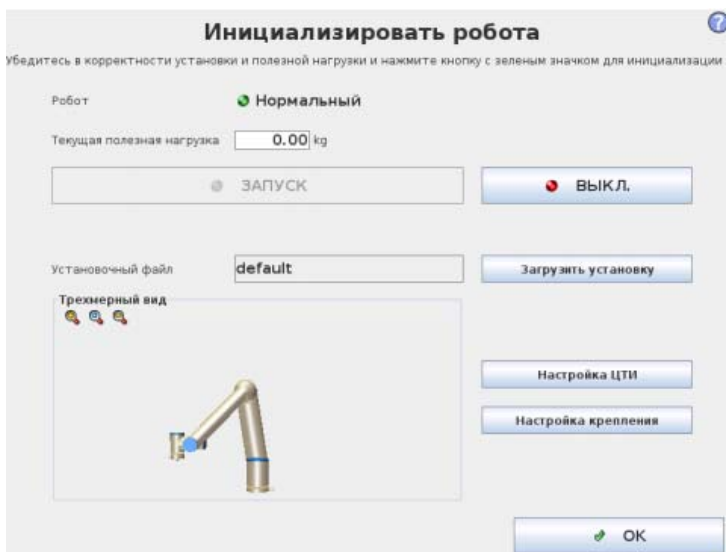 Инициализировать робота
?
Убедитесь в корректности установки и полезной нагрузки и нажмите кнопку с зеленым значком для инициализации
Робот Нормальный
Текущая полезная нагрузка 0.00 kg
ЗАПУСК ВЫКЛ.
Установочный файл default Загрузить установку
Трехмерный вид
Настройка ЦТИ
Настройка крепления
OK